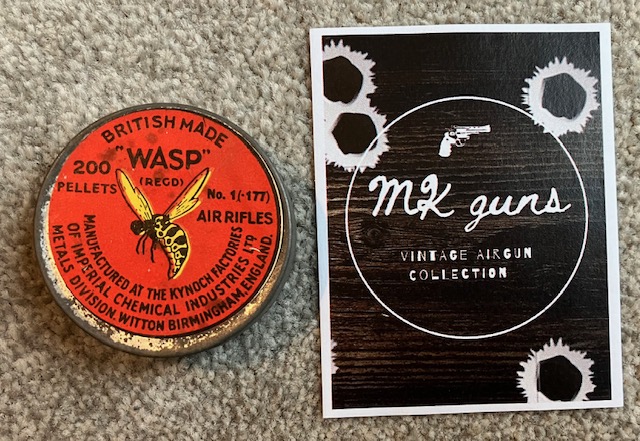 BRITISH MADE
"WASP"
200
PELLETS
(REGD)
No. 1(·177)
AIR RIFLES
MANUFACTURED AT THE KYNOCH FACTORIES
OF IMPERIAL CHEMICAL INDUSTRIES LTD
METALS DIVISION. WITTON BIRMINGHAM, ENGLAND.
MK guns
VINTAGE AIRGUN
COLLECTION